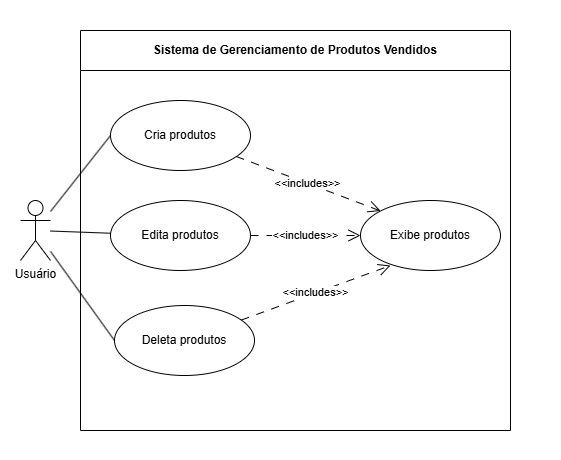 Sistema de Gerenciamento de Produtos Vendidos
Cria produtos
<<includes>>
Edita produtos
<<includes>>
Exibe produtos
Usuário
<<includes>>
Deleta produtos